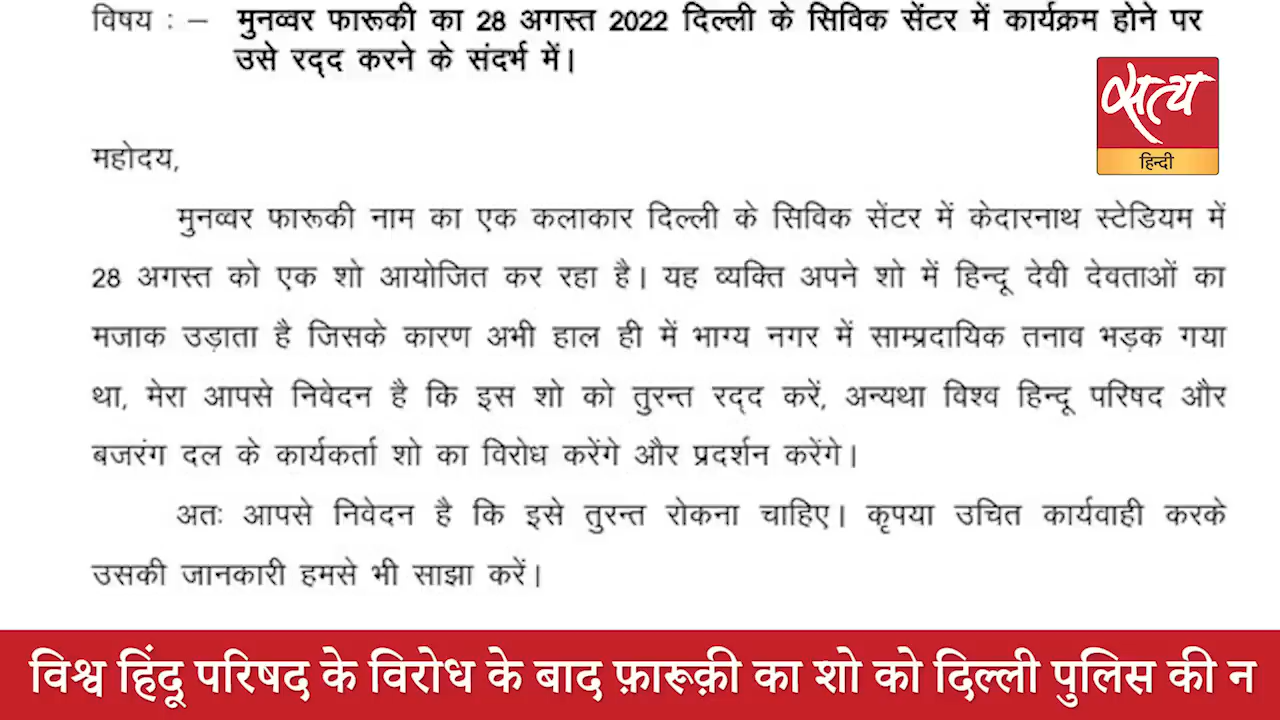 विषय : – मुनव्वर फारूकी का 28 अगस्त 2022 दिल्ली के सिविक सेंटर में कार्यक्रम होने पर
उसे रद्द करने के संदर्भ में।
सत्य
हिन्दी
महोदय,
मुनव्वर फारूकी नाम का एक कलाकार दिल्ली के सिविक सेंटर में केदारनाथ स्टेडियम में
28 अगस्त को एक शो आयोजित कर रहा है। यह व्यक्ति अपने शो में हिन्दू देवी देवताओं का
मजाक उड़ाता है जिसके कारण अभी हाल ही में भाग्य नगर में साम्प्रदायिक तनाव भड़क गया
था, मेरा आपसे निवेदन है कि इस शो को तुरन्त रद्द करें, अन्यथा विश्व हिन्दू परिषद और
बजरंग दल के कार्यकर्ता शो का विरोध करेंगे और प्रदर्शन करेंगे।
अतः आपसे निवेदन है कि इसे तुरन्त रोकना चाहिए। कृपया उचित कार्यवाही करके
उसकी जानकारी हमसे भी साझा करें।
विश्व हिंदू परिषद के विरोध के बाद फ़ारूक़ी का शो को दिल्ली पुलिस की न